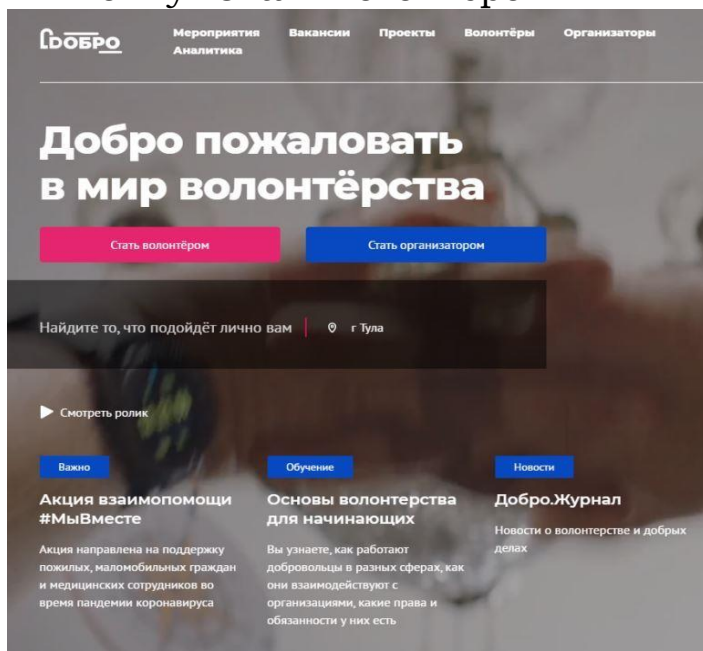 ДОБРО
Мероприятия Вакансии Проекты Волонтёры Организаторы
Аналитика
Добро пожаловать
в мир волонтёрства
Стать волонтёром
Стать организатором
Найдите то, что подойдёт лично вам г Тула
Смотреть ролик
Важно
Акция взаимопомощи
#МыВместе
Акция направлена на поддержку
пожилых, маломобильных граждан
и медицинских сотрудников во
время пандемии коронавируса
Обучение
Основы волонтерства
для начинающих
Вы узнаете, как работают
добровольцы в разных сферах, как
они взаимодействуют с
организациями, какие права и
обязанности у них есть
Новости
Добро.Журнал
Новости о волонтерстве и добрых
делах